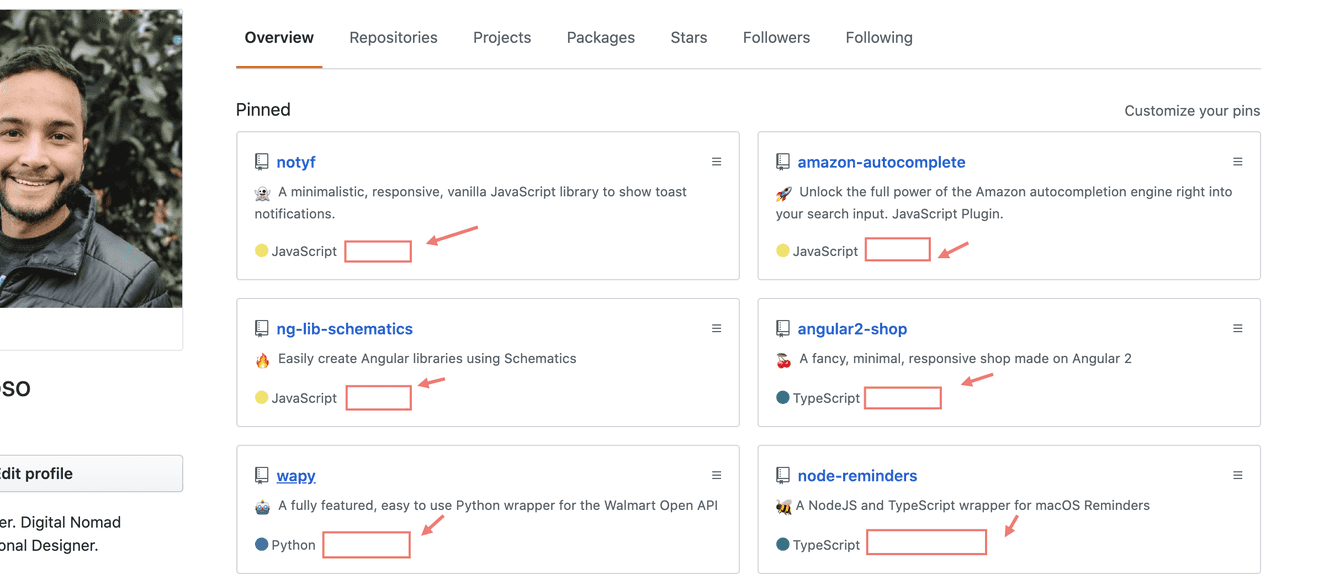 Overview Repositories Projects Packages Stars Followers Following
Pinned
Customize your pins
notyf
A minimalistic, responsive, vanilla JavaScript library to show toast
notifications.
JavaScript
amazon-autocomplete
Unlock the full power of the Amazon autocompletion engine right into
your search input. JavaScript Plugin.
JavaScript
ng-lib-schematics
Easily create Angular libraries using Schematics
JavaScript
angular2-shop
A fancy, minimal, responsive shop made on Angular 2
TypeScript
wapy
A fully featured, easy to use Python wrapper for the Walmart Open API
Python
node-reminders
A NodeJS and TypeScript wrapper for macOS Reminders
TypeScript
so
dit profile
er. Digital Nomad
onal Designer.